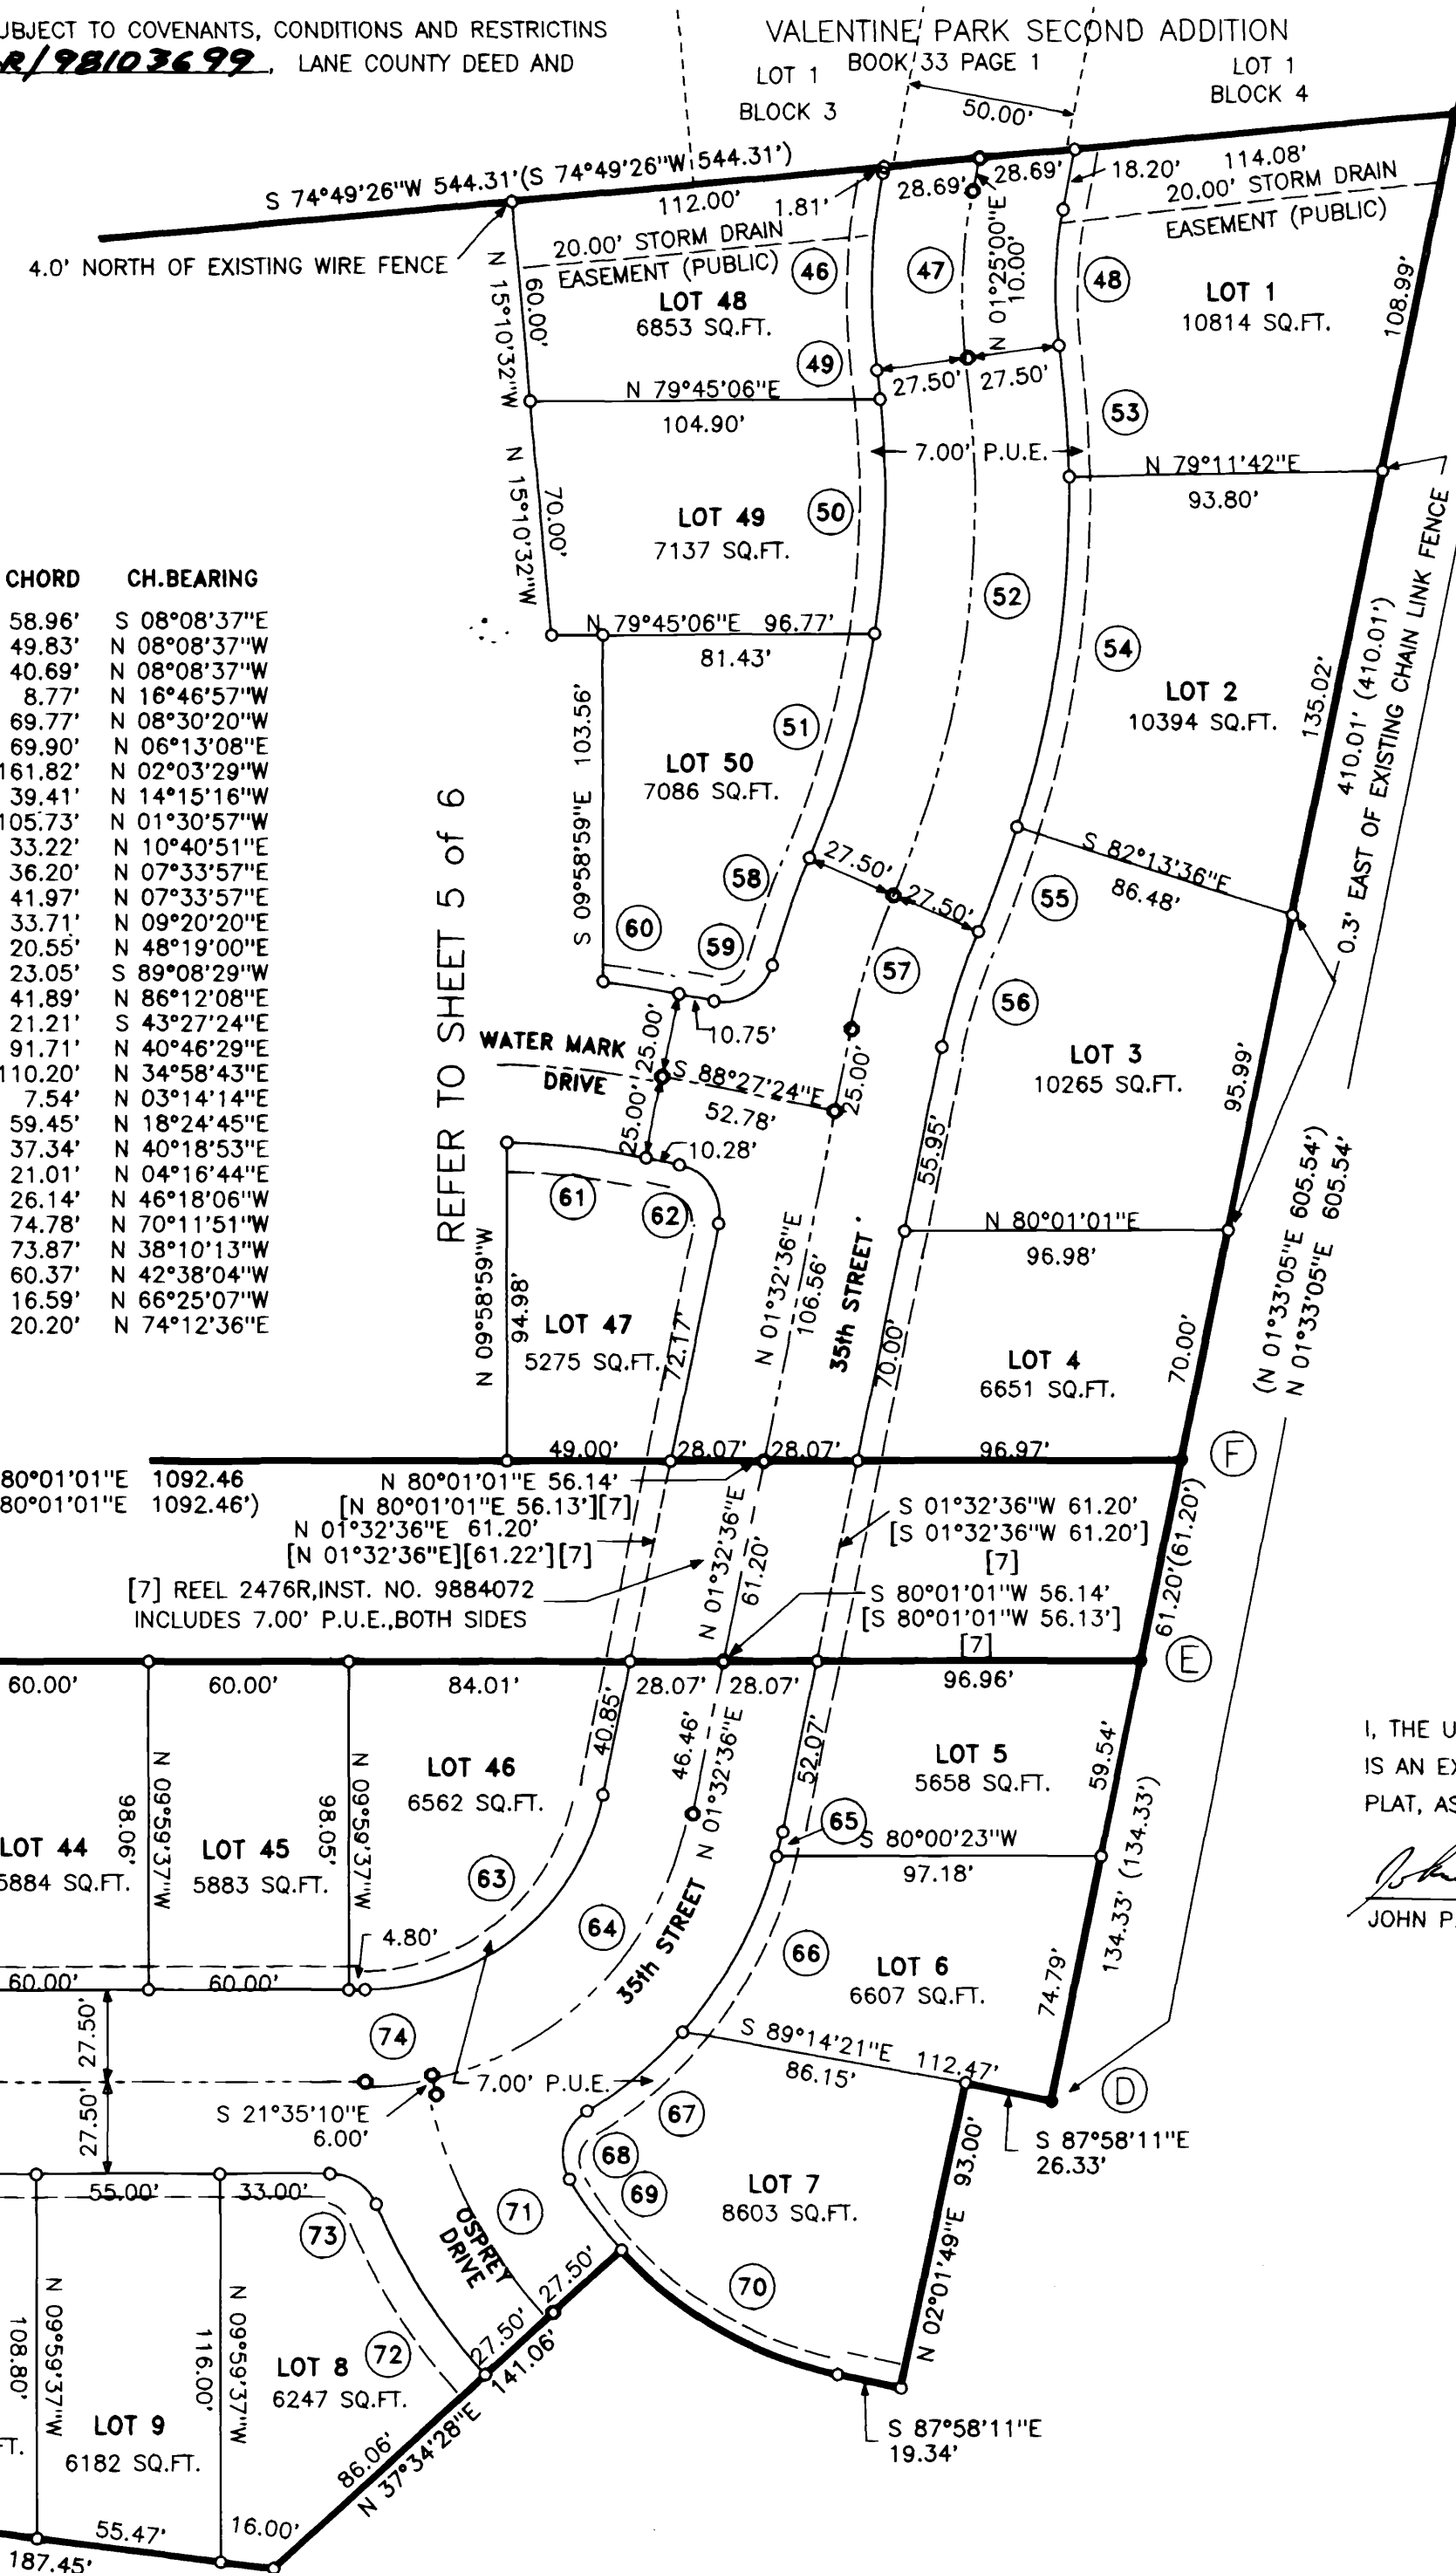 UBJECT TO COVENANTS, CONDITIONS AND RESTRICTINS
R/98103699, LANE COUNTY DEED AND
VALENTINE PARK SECOND ADDITION
BOOK 33 PAGE 1
LOT 1
BLOCK 3
LOT 1
BLOCK 4
50.00'
S 74°49'26"W 544.31'(S 74°49'26"W 544.31')
112.00'
1.81'
28.69'
28.69'
18.20'
114.08'
20.00' STORM DRAIN
EASEMENT (PUBLIC)
20.00' STORM DRAIN
EASEMENT (PUBLIC)
4.0' NORTH OF EXISTING WIRE FENCE
N 15°10'32"W
60.00'
46
47
N 01°25'00"E
10.00'
48
LOT 48
6853 SQ.FT.
LOT 1
10814 SQ.FT.
108.99'
49
27.50'
27.50'
N 79°45'06"E
104.90'
53
7.00' P.U.E.
N 79°11'42"E
93.80'
N 15°10'32"W
70.00'
LOT 49
7137 SQ.FT.
50
52
0.3' EAST OF EXISTING CHAIN LINK FENCE
410.01' (410.01')
CHORD CH.BEARING
58.96' S 08°08'37"E
49.83' N 08°08'37"W
40.69' N 08°08'37"W
8.77' N 16°46'57"W
69.77' N 08°30'20"W
69.90' N 06°13'08"E
161.82' N 02°03'29"W
39.41' N 14°15'16"W
105.73' N 01°30'57"W
33.22' N 10°40'51"E
36.20' N 07°33'57"E
41.97' N 07°33'57"E
33.71' N 09°20'20"E
20.55' N 48°19'00"E
23.05' S 89°08'29"W
41.89' N 86°12'08"E
21.21' S 43°27'24"E
91.71' N 40°46'29"E
110.20' N 34°58'43"E
7.54' N 03°14'14"E
59.45' N 18°24'45"E
37.34' N 40°18'53"E
21.01' N 04°16'44"E
26.14' N 46°18'06"W
74.78' N 70°11'51"W
73.87' N 38°10'13"W
60.37' N 42°38'04"W
16.59' N 66°25'07"W
20.20' N 74°12'36"E
N 79°45'06"E 96.77'
81.43'
54
LOT 2
10394 SQ.FT.
135.02'
S 09°58'59"E 103.56'
51
LOT 50
7086 SQ.FT.
REFER TO SHEET 5 of 6
58
27.50'
27.50'
S 82°13'36"E
86.48'
55
60
59
57
56
10.75'
WATER MARK
DRIVE
25.00'
25.00'
S 88°27'24"E
52.78'
25.00'
10.28'
LOT 3
10265 SQ.FT.
95.99'
55.95'
61
62
N 80°01'01"E
96.98'
(N 01°33'05"E 605.54')
N 01°33'05"E 605.54'
N 09°58'59"W
94.98'
LOT 47
5275 SQ.FT.
72.17'
N 01°32'36"E
106.56'
35th STREET
70.00'
LOT 4
6651 SQ.FT.
70.00'
49.00'
28.07'
28.07'
96.97'
F
80°01'01"E 1092.46
80°01'01"E 1092.46')
N 80°01'01"E 56.14'
[N 80°01'01"E 56.13'][7]
N 01°32'36"E 61.20'
[N 01°32'36"E][61.22'][7]
[7] REEL 2476R,INST. NO. 9884072
INCLUDES 7.00' P.U.E.,BOTH SIDES
N 01°32'36"E
61.20'
S 01°32'36"W 61.20'
[S 01°32'36"W 61.20']
[7]
S 80°01'01"W 56.14'
[S 80°01'01"W 56.13']
[7]
61.20'(61.20')
E
60.00'
60.00'
84.01'
28.07'
28.07'
96.96'
N 09°59'37"W
98.06'
N 09°59'37"W
98.05'
LOT 46
6562 SQ.FT.
40.85'
46.46'
N 01°32'36"E
52.07'
LOT 5
5658 SQ.FT.
59.54'
I, THE U
IS AN EX
PLAT, AS
JOHN P.
LOT 44
5884 SQ.FT.
LOT 45
5883 SQ.FT.
65
S 80°00'23"W
97.18'
134.33' (134.33')
63
64
35th STREET
66
LOT 6
6607 SQ.FT.
74.79'
4.80'
60.00'
60.00'
27.50'
27.50'
74
7.00' P.U.E.
S 89°14'21"E 112.47'
86.15'
D
S 21°35'10"E
6.00'
67
S 87°58'11"E
26.33'
55.00'
33.00'
68
69
73
71
OSPREY
DRIVE
LOT 7
8603 SQ.FT.
N 02°01'49"E 93.00'
27.50'
27.50'
141.06'
70
N 09°59'37"W
108.80'
N 09°59'37"W
116.00'
72
LOT 8
6247 SQ.FT.
LOT 9
6182 SQ.FT.
FT.
86.06'
N 37°34'28"E
S 87°58'11"E
19.34'
55.47'
16.00'
187.45'